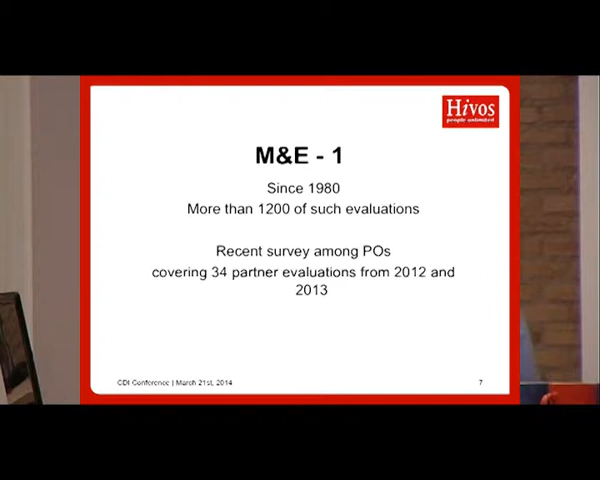 Hivos
people unlimited
M&E - 1
Since 1980
More than 1200 of such evaluations
Recent survey among POs
covering 34 partner evaluations from 2012 and
2013
CDI Conference | March 21st, 2014
7